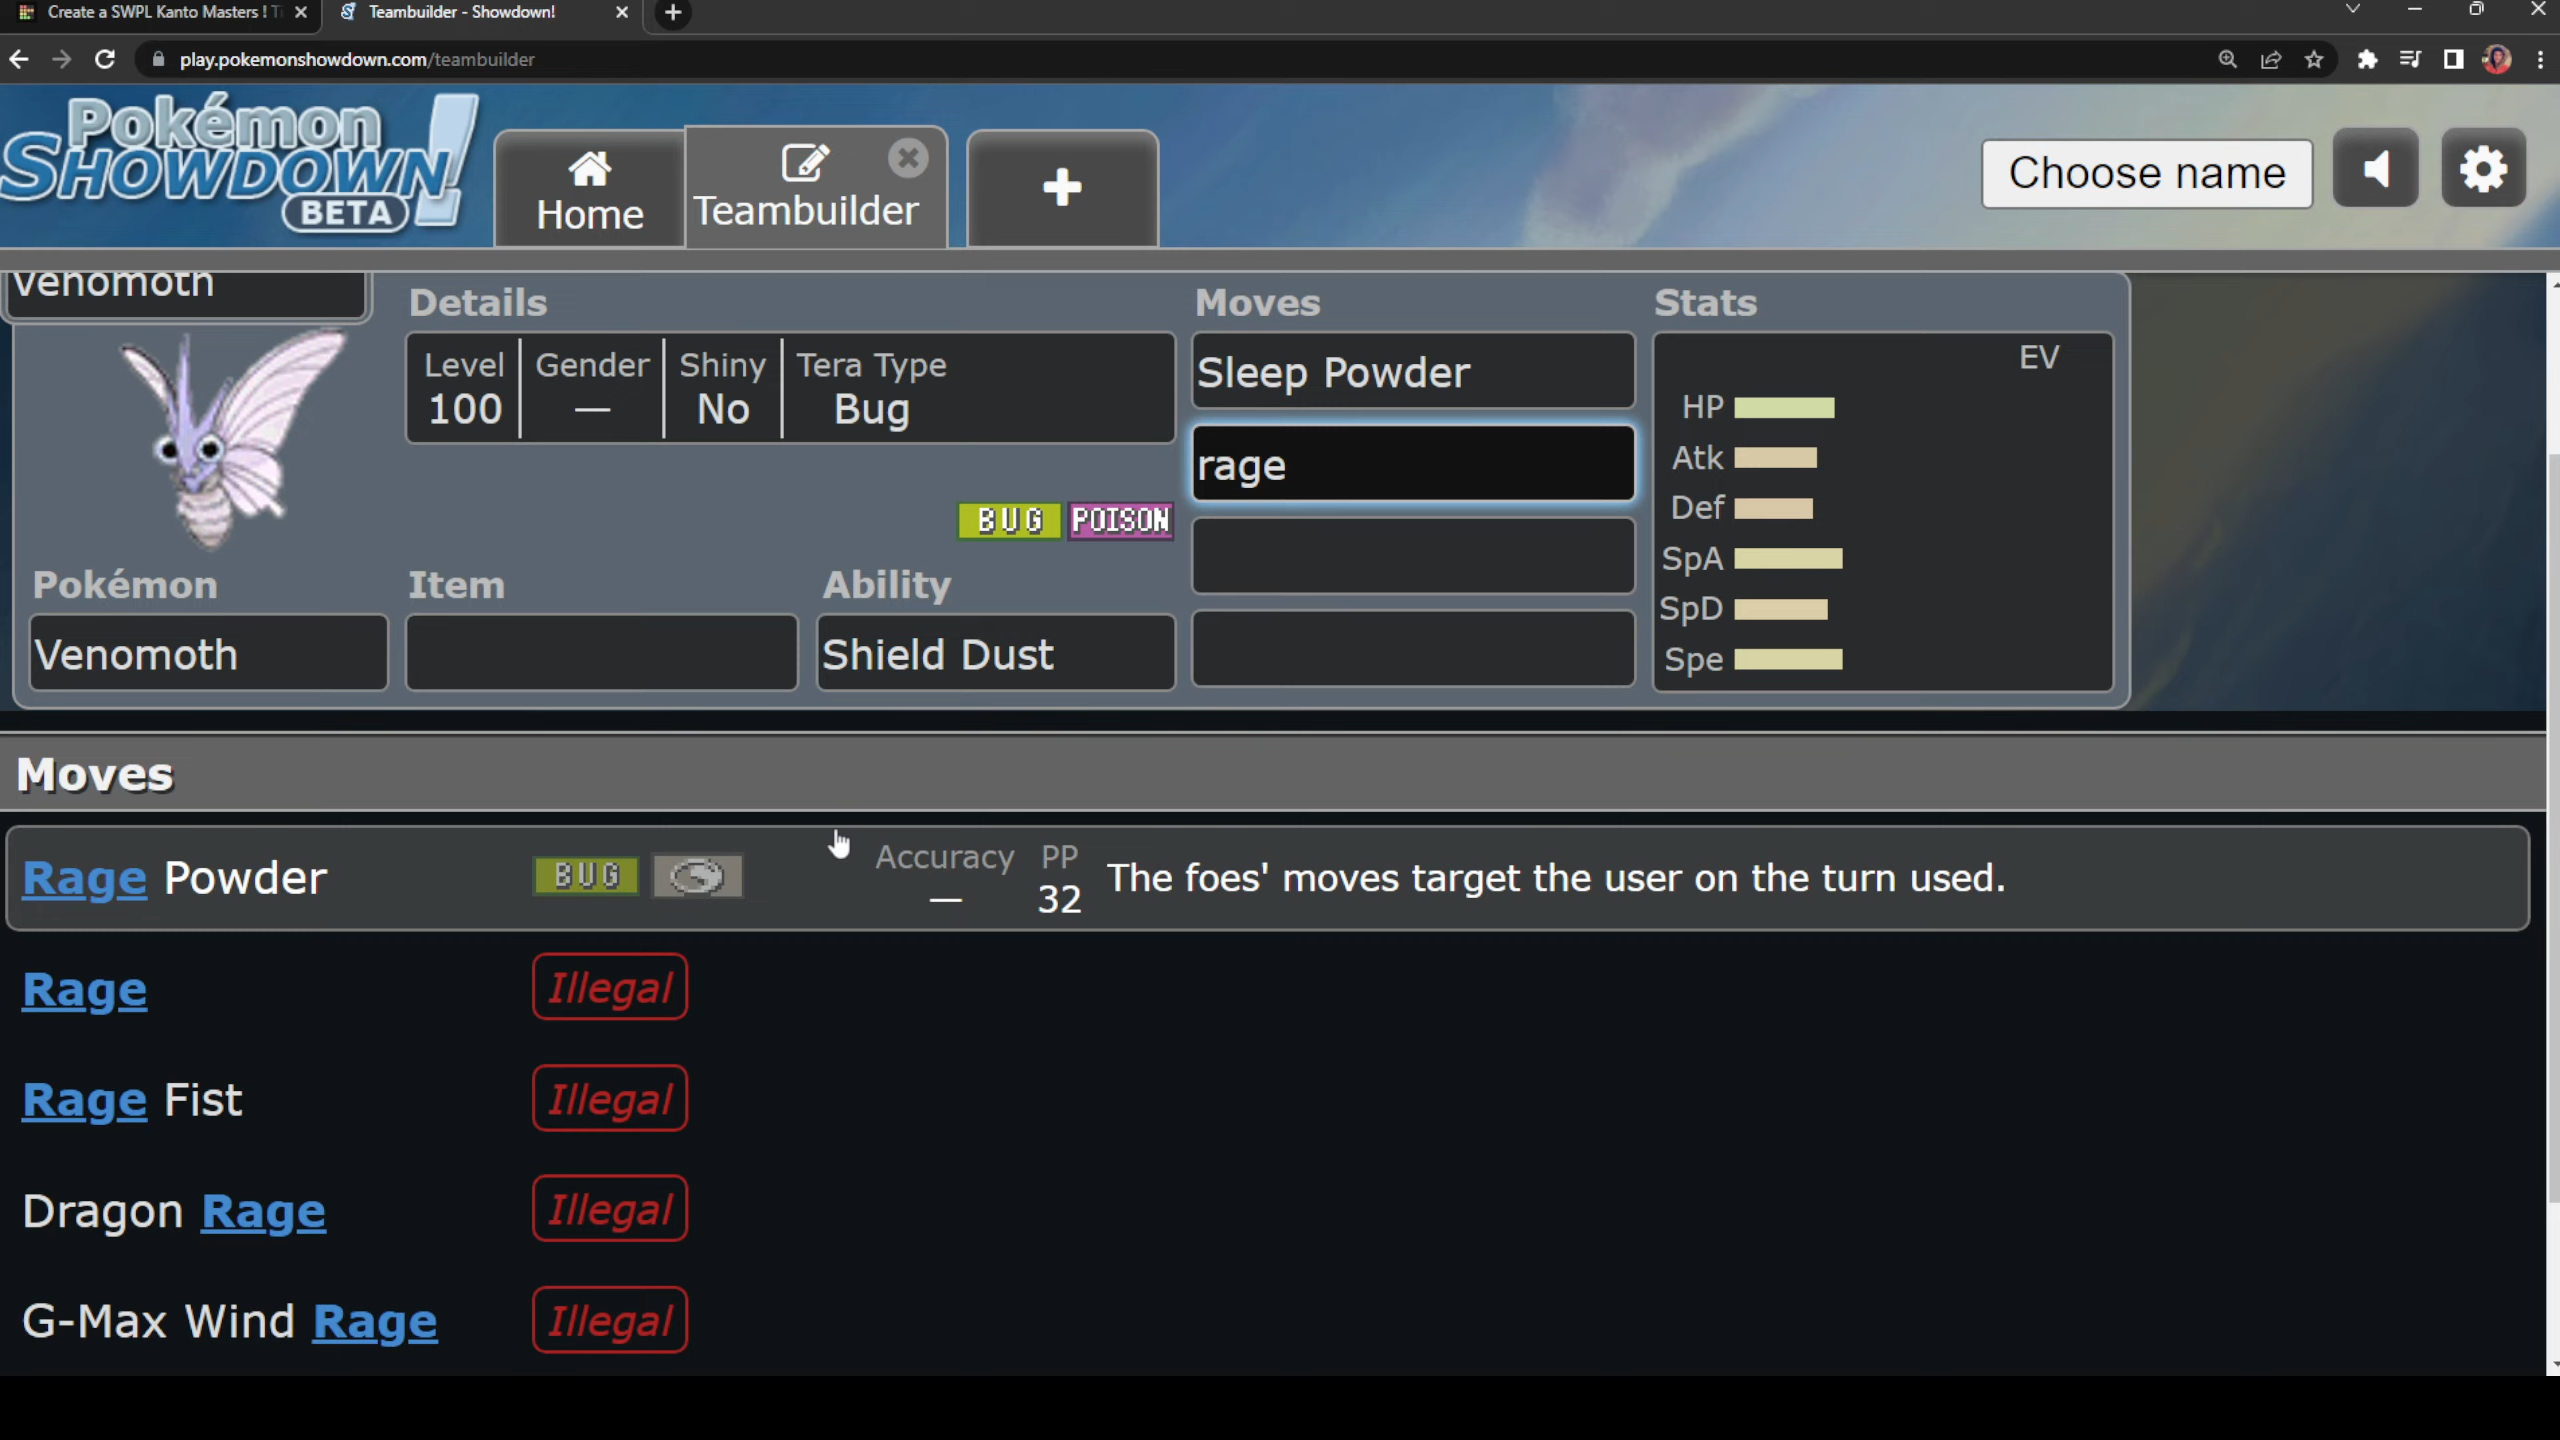 Create a SWPL Kanto Masters ! Ti
Teambuilder - Showdown!
play.pokemonshowdown.com/teambuilder
Pokémon
SHOWDOWN!
BETA
Home
Teambuilder
Choose name
Venomoth
Details
Moves
Stats
Level
Gender
Shiny
Tera Type
100
—
No
Bug
Sleep Powder
EV
HP
Atk
rage
Def
BUG
POISON
SpA
Pokémon
Item
Ability
SpD
Venomoth
Shield Dust
Spe
Moves
Rage Powder
BUG
Accuracy
—
PP
32
The foes' moves target the user on the turn used.
Rage
Illegal
Rage Fist
Illegal
Dragon Rage
Illegal
G-Max Wind Rage
Illegal